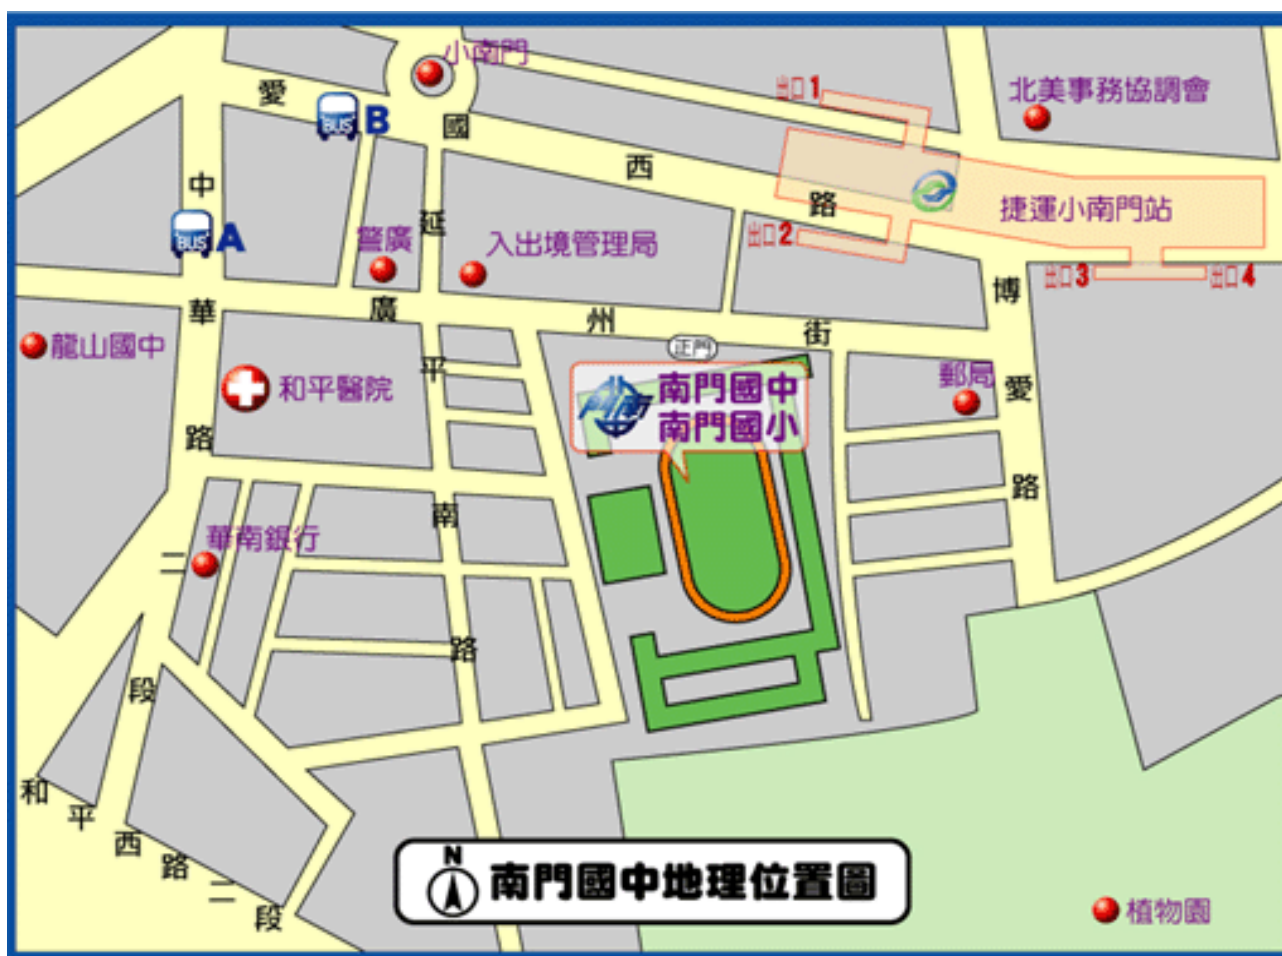 小南門
愛國西路
BUS B
出口1
北美事務協調會
中華路二段
BUS A
警廣
延平南路
入出境管理局
出口2
捷運小南門站
出口3
出口4
博愛路
廣州街
正門
龍山國中
和平醫院
南門國中
南門國小
郵局
華南銀行
和平西路二段
N
南門國中地理位置圖
植物園